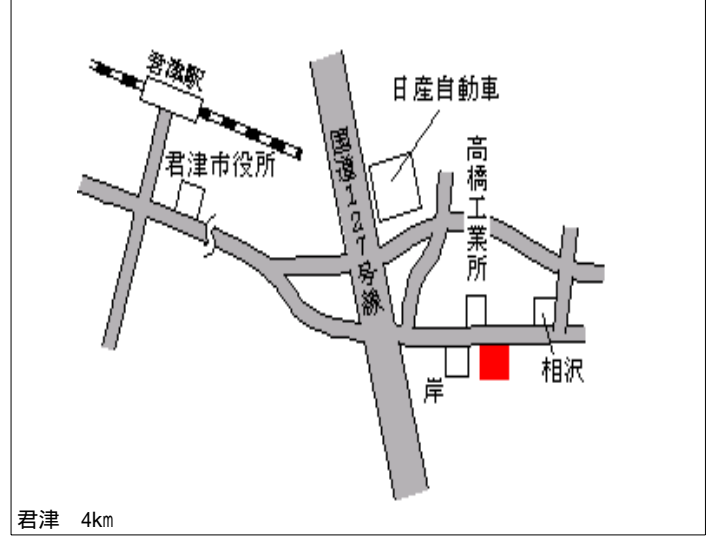 君津駅
日産自動車
君津市役所
国道127号線
高橋工業所
相沢
岸
君津 4km